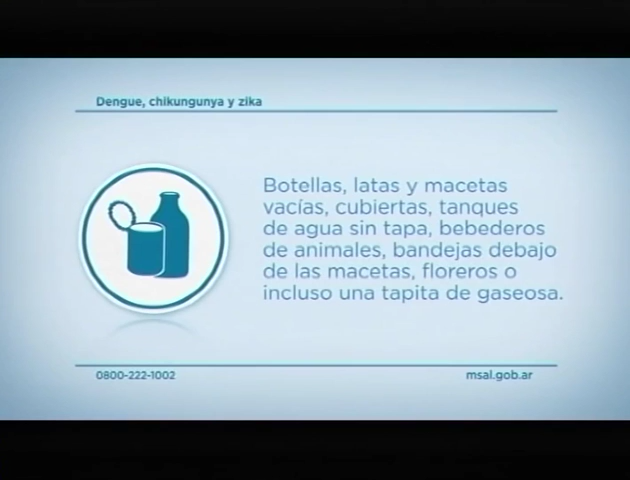 Dengue, chikungunya y zika
Botellas, latas y macetas
vacías, cubiertas, tanques
de agua sin tapa, bebederos
de animales, bandejas debajo
de las macetas, floreros o
incluso una tapita de gaseosa.
0800-222-1002
msal.gob.ar